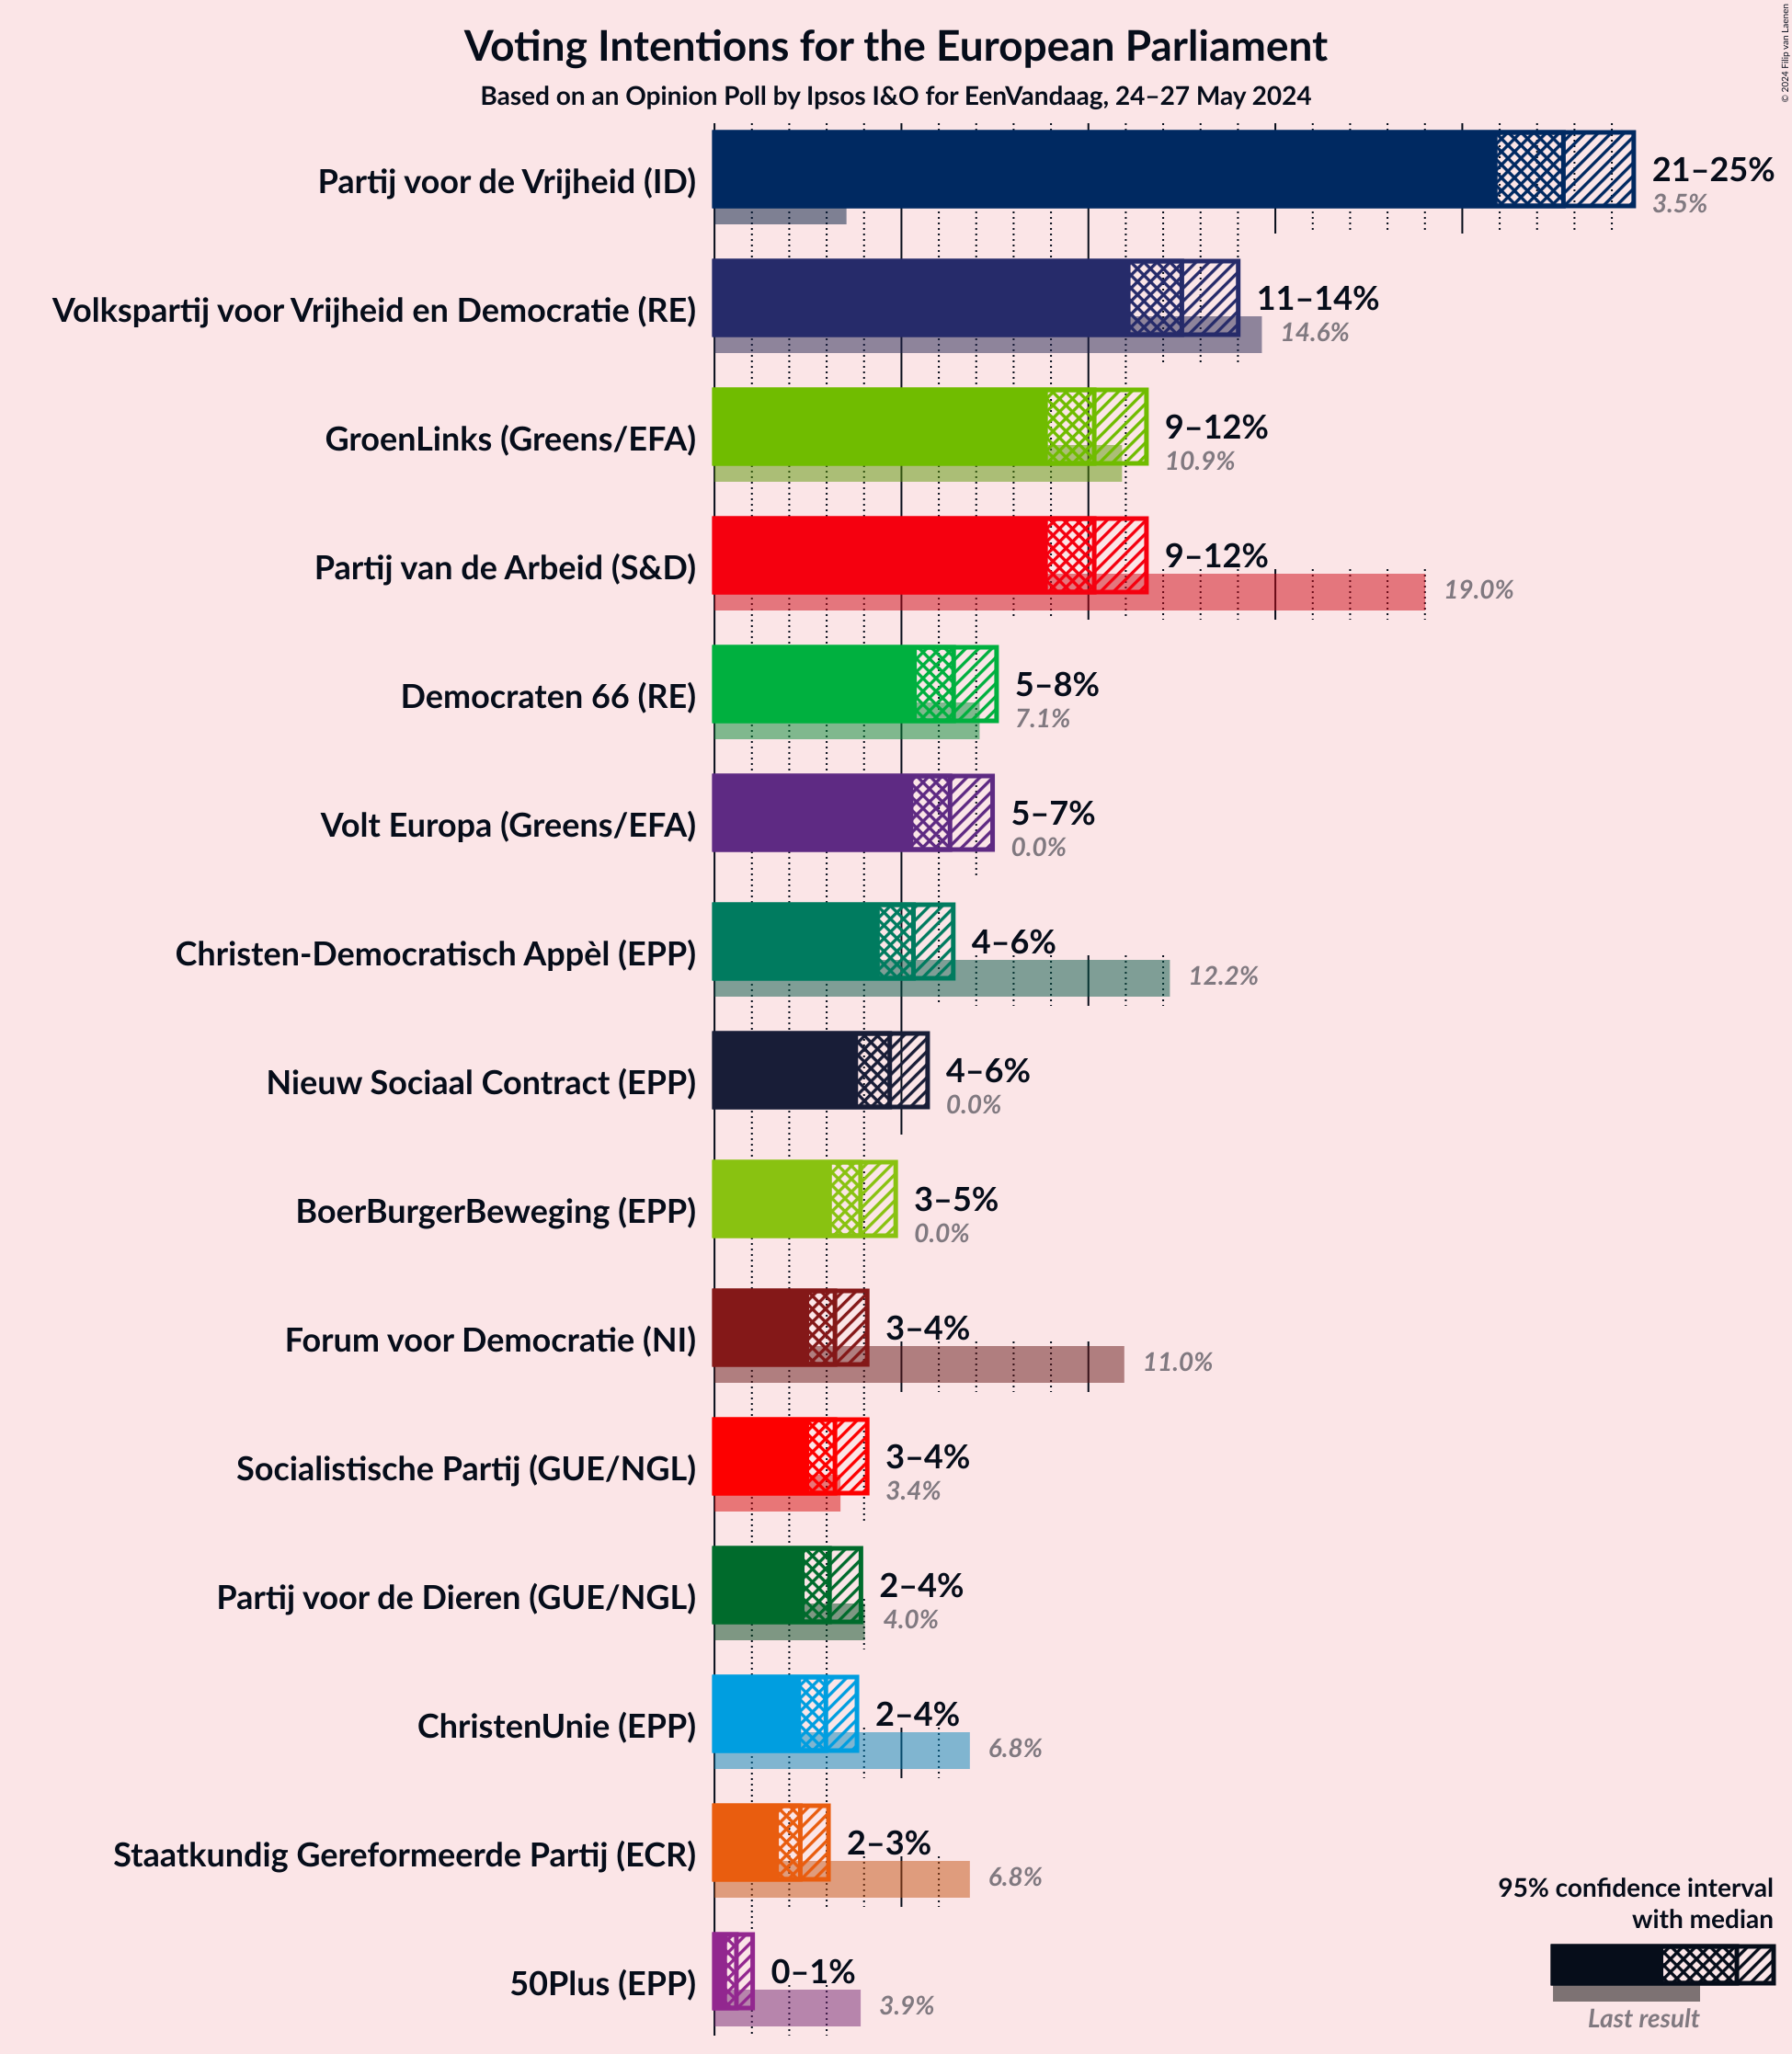 Voting Intentions for the European Parliament
Based on an Opinion Poll by Ipsos I&O for EenVandaag, 24–27 May 2024
© 2024 Filip van Laenen
Partij voor de Vrijheid (ID)
21–25%
3.5%
Volkspartij voor Vrijheid en Democratie (RE)
11–14%
14.6%
GroenLinks (Greens/EFA)
9–12%
10.9%
Partij van de Arbeid (S&D)
9–12%
19.0%
Democraten 66 (RE)
5–8%
7.1%
Volt Europa (Greens/EFA)
5–7%
0.0%
Christen-Democratisch Appèl (EPP)
4–6%
12.2%
Nieuw Sociaal Contract (EPP)
4–6%
0.0%
BoerBurgerBeweging (EPP)
3–5%
0.0%
Forum voor Democratie (NI)
3–4%
11.0%
Socialistische Partij (GUE/NGL)
3–4%
3.4%
Partij voor de Dieren (GUE/NGL)
2–4%
4.0%
ChristenUnie (EPP)
2–4%
6.8%
Staatkundig Gereformeerde Partij (ECR)
2–3%
6.8%
50Plus (EPP)
0–1%
3.9%
95% confidence interval
with median
Last result